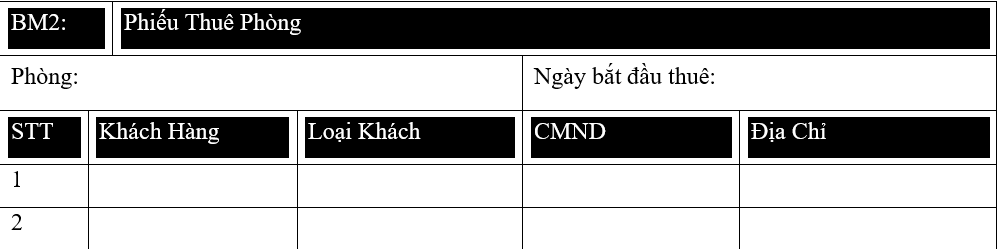 BM2: Phiếu Thuê Phòng
Phòng: Ngày bắt đầu thuê:
STT Khách Hàng Loại Khách CMND Địa Chỉ
1
2